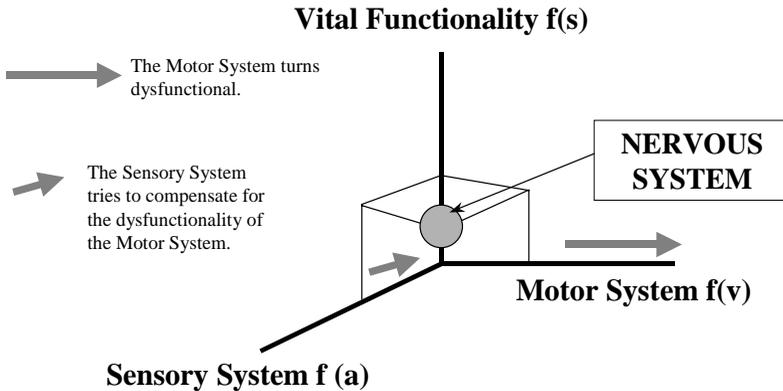 Vital Functionality f(s)
The Motor System turns
dysfunctional.
The Sensory System
tries to compensate for
the dysfunctionality of
the Motor System.
NERVOUS
SYSTEM
Motor System f(v)
Sensory System f (a)